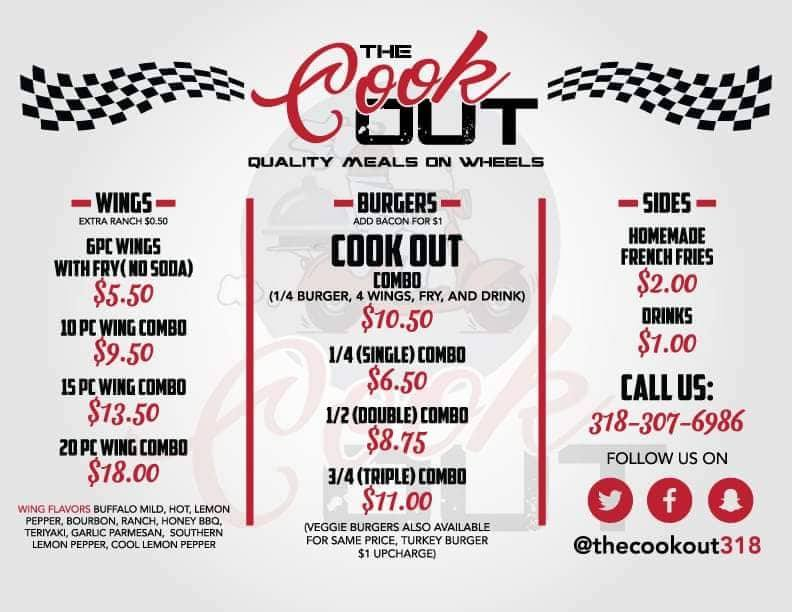 THE
Cook
OUT
QUALITY MEALS ON WHEELS
WINGS
EXTRA RANCH $0.50
6PC WINGS
WITH FRY( NO SODA)
$5.50
10 PC WING COMBO
$9.50
15 PC WING COMBO
$13.50
20 PC WING COMBO
$18.00
WING FLAVORS BUFFALO MILD, HOT, LEMON
PEPPER, BOURBON, RANCH, HONEY BBQ,
TERIYAKI, GARLIC PARMESAN, SOUTHERN
LEMON PEPPER, COOL LEMON PEPPER
BURGERS
ADD BACON FOR $1
COOK OUT
COMBO
(1/4 BURGER, 4 WINGS, FRY, AND DRINK)
$10.50
1/4 (SINGLE) COMBO
$6.50
1/2 (DOUBLE) COMBO
$8.75
3/4 (TRIPLE) COMBO
$11.00
(VEGGIE BURGERS ALSO AVAILABLE
FOR SAME PRICE, TURKEY BURGER
$1 UPCHARGE)
SIDES
HOMEMADE
FRENCH FRIES
$2.00
DRINKS
$1.00
CALL US:
318-307-6986
FOLLOW US ON
@thecookout318
Cook
OUT